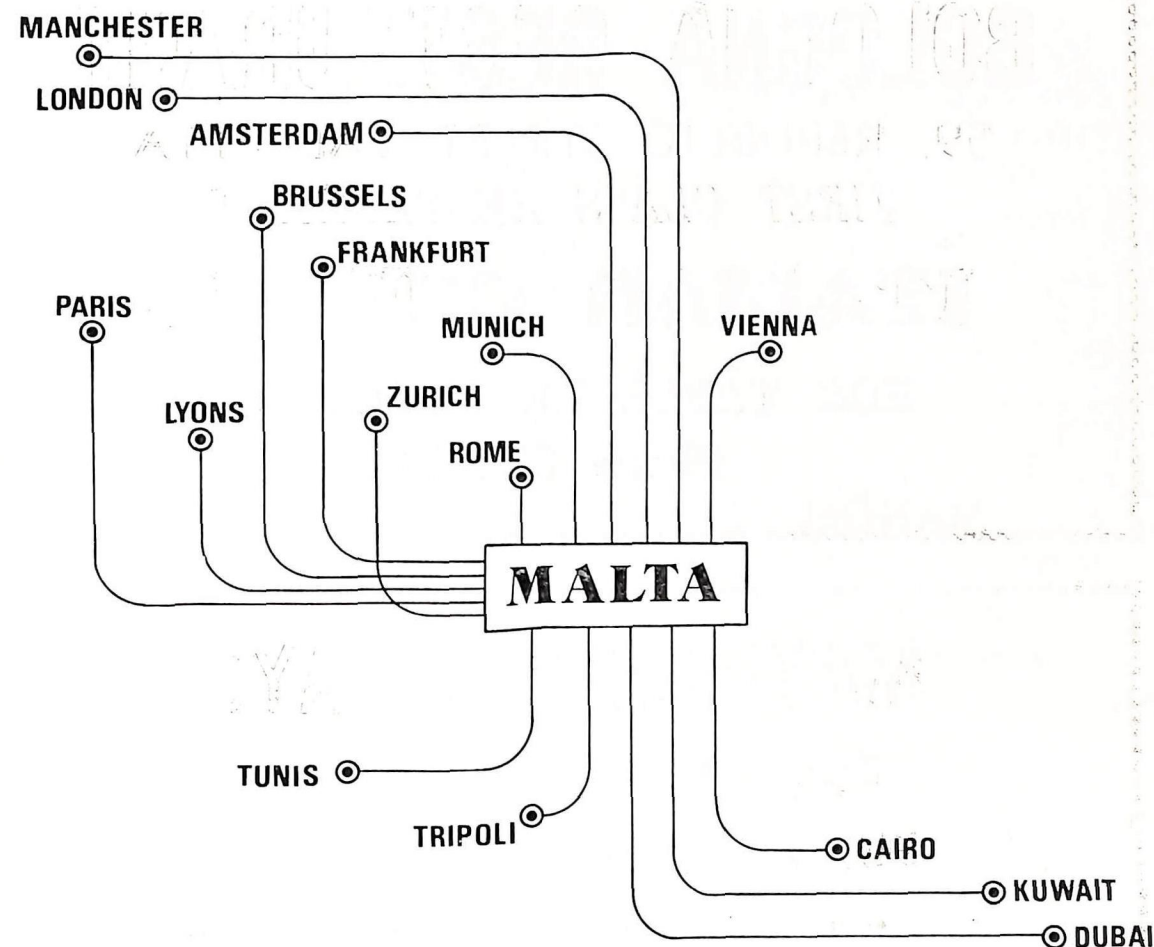 MANCHESTER
LONDON
AMSTERDAM
BRUSSELS
FRANKFURT
PARIS
MUNICH
VIENNA
ZURICH
LYONS
ROME
MALTA
TUNIS
TRIPOLI
CAIRO
KUWAIT
DUBAI